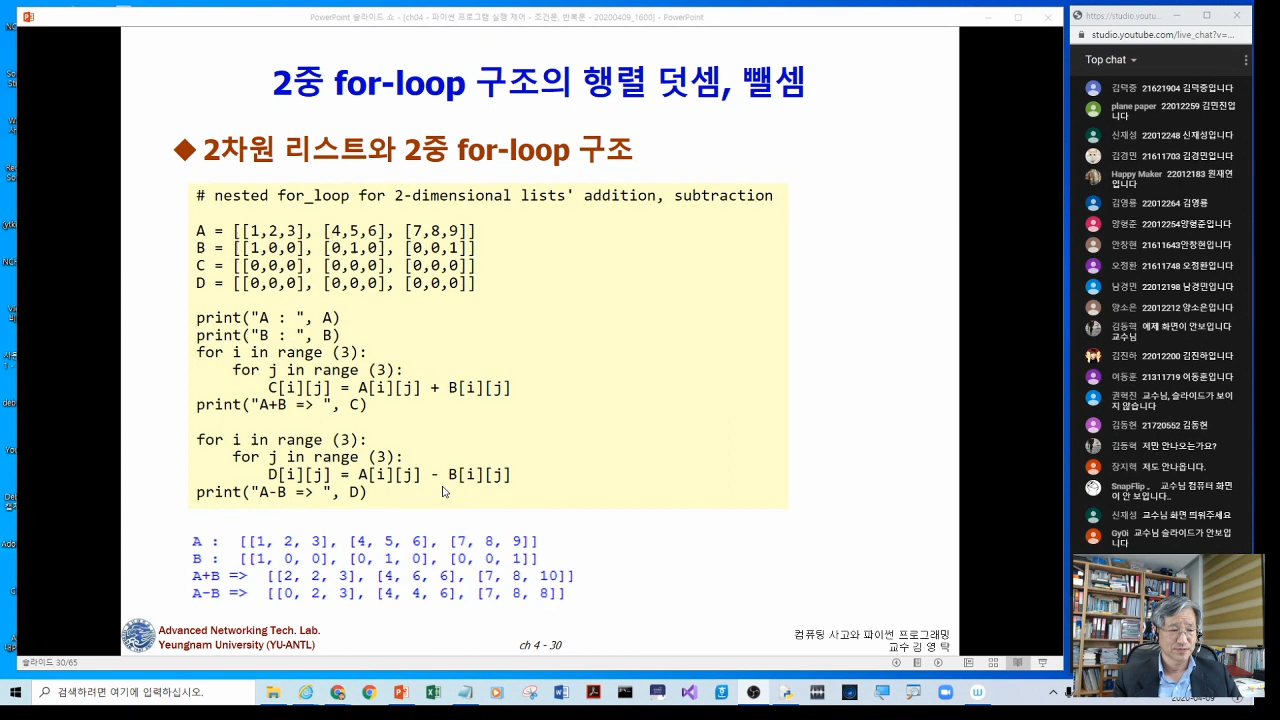 PowerPoint 슬라이드 쇼 - [ch04 - 파이썬 프로그램 실행 제어 - 조건문, 반복문 - 20200409_1600] - PowerPoint
2중 for-loop 구조의 행렬 덧셈, 뺄셈
◆ 2차원 리스트와 2중 for-loop 구조
# nested for_loop for 2-dimensional lists' addition, subtraction
A = [[1,2,3], [4,5,6], [7,8,9]]
B = [[1,0,0], [0,1,0], [0,0,1]]
C = [[0,0,0], [0,0,0], [0,0,0]]
D = [[0,0,0], [0,0,0], [0,0,0]]
print("A : ", A)
print("B : ", B)
for i in range (3):
    for j in range (3):
        C[i][j] = A[i][j] + B[i][j]
print("A+B => ", C)
for i in range (3):
    for j in range (3):
        D[i][j] = A[i][j] - B[i][j]
print("A-B => ", D)
A :  [[1, 2, 3], [4, 5, 6], [7, 8, 9]]
B :  [[1, 0, 0], [0, 1, 0], [0, 0, 1]]
A+B =>  [[2, 2, 3], [4, 6, 6], [7, 8, 10]]
A-B =>  [[0, 2, 3], [4, 4, 6], [7, 8, 8]]
Advanced Networking Tech. Lab.
Yeungnam University (YU-ANTL)
ch 4 - 30
컴퓨팅 사고와 파이썬 프로그래밍
교수 김 영 탁
슬라이드 30/65
검색하려면 여기에 입력하십시오.
https://studio.youtu...
studio.youtube.com/live_chat?v=...
Top chat
김덕중 21621904 김덕중입니다
plane paper 22012259 김민진입
니다
신재성 22012248 신재성입니다
김경민 21611703 김경민입니다
Happy Maker 22012183 원재연
입니다
김영룡 22012264 김영룡
양형준 22012254양형준입니다
안창현 21611643안창현입니다
오정환 21611748 오정환입니다
남경민 22012198 남경민입니다
양소은 22012212 양소은입니다
김동혁 예제 화면이 안보입니다
교수님
김진하 22012200 김진하입니다
이동훈 21311719 이동훈입니다
권혁진 교수님, 슬라이드가 보이
지 않습니다
김동현 21720552 김동현
김동혁 저만 안나오는가요?
장지혁 저도 안나옵니다.
SnapFlip 。 교수님 컴퓨터 화면
이 안 보입니다..
신재성 교수님 화면 띄워주세요
Gy0i 교수님 슬라이드가 안보입
니다
2020-04-09